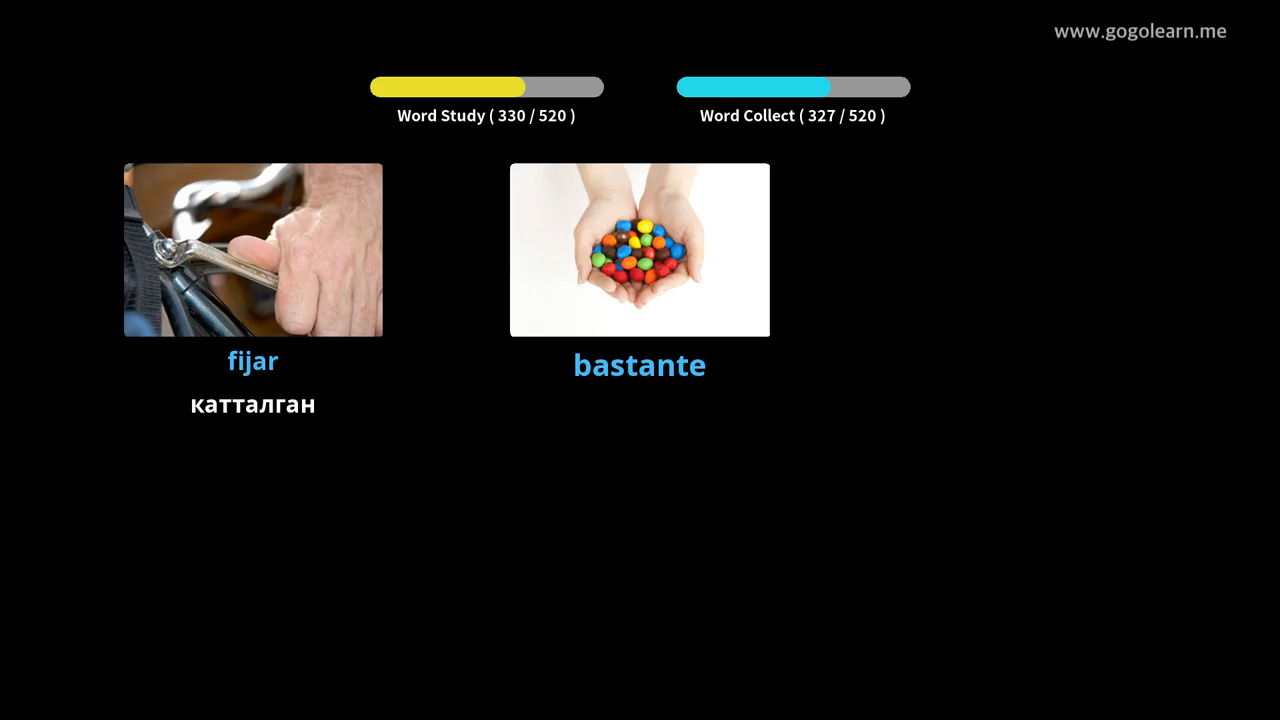 www.gogolearn.me
Word Study ( 330 / 520 )
Word Collect ( 327 / 520 )
fijar
bastante
катталган